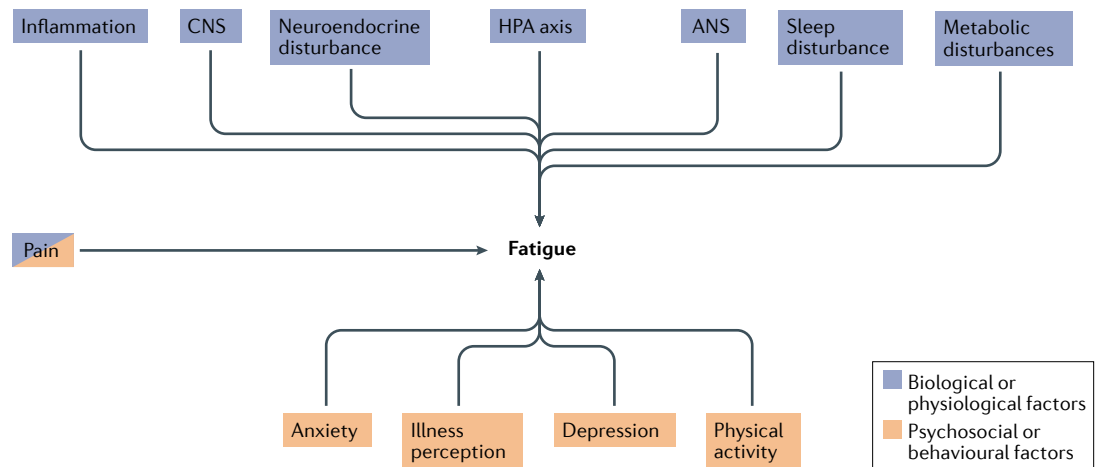 Inflammation
CNS
Neuroendocrine
disturbance
HPA axis
ANS
Sleep
disturbance
Metabolic
disturbances
Pain
Fatigue
Anxiety
Illness
perception
Depression
Physical
activity
Biological or
physiological factors
Psychosocial or
behavioural factors